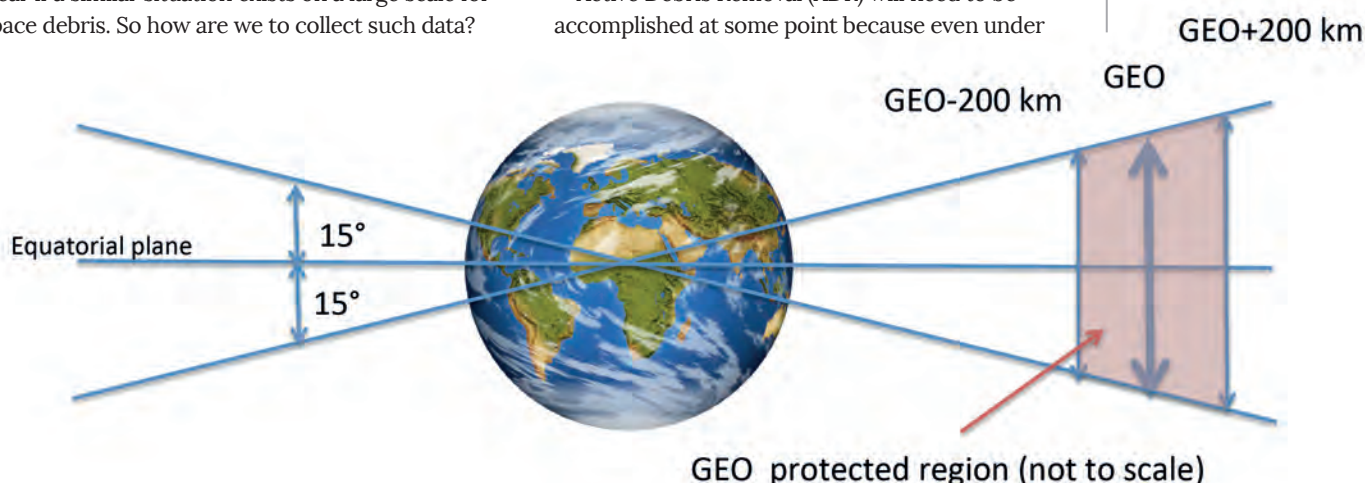 pace debris. So how are we to collect such data?
accomplished at some point because even under
GEO+200 km
GEO
GEO-200 km
15°
Equatorial plane
15°
GEO protected region (not to scale)